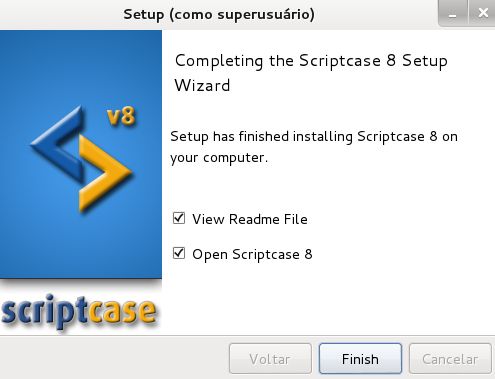 Setup (como superusuário)
v8
Completing the Scriptcase 8 Setup
Wizard
Setup has finished installing Scriptcase 8 on
your computer.
View Readme File
Open Scriptcase 8
scriptcase
Voltar
Finish
Cancelar